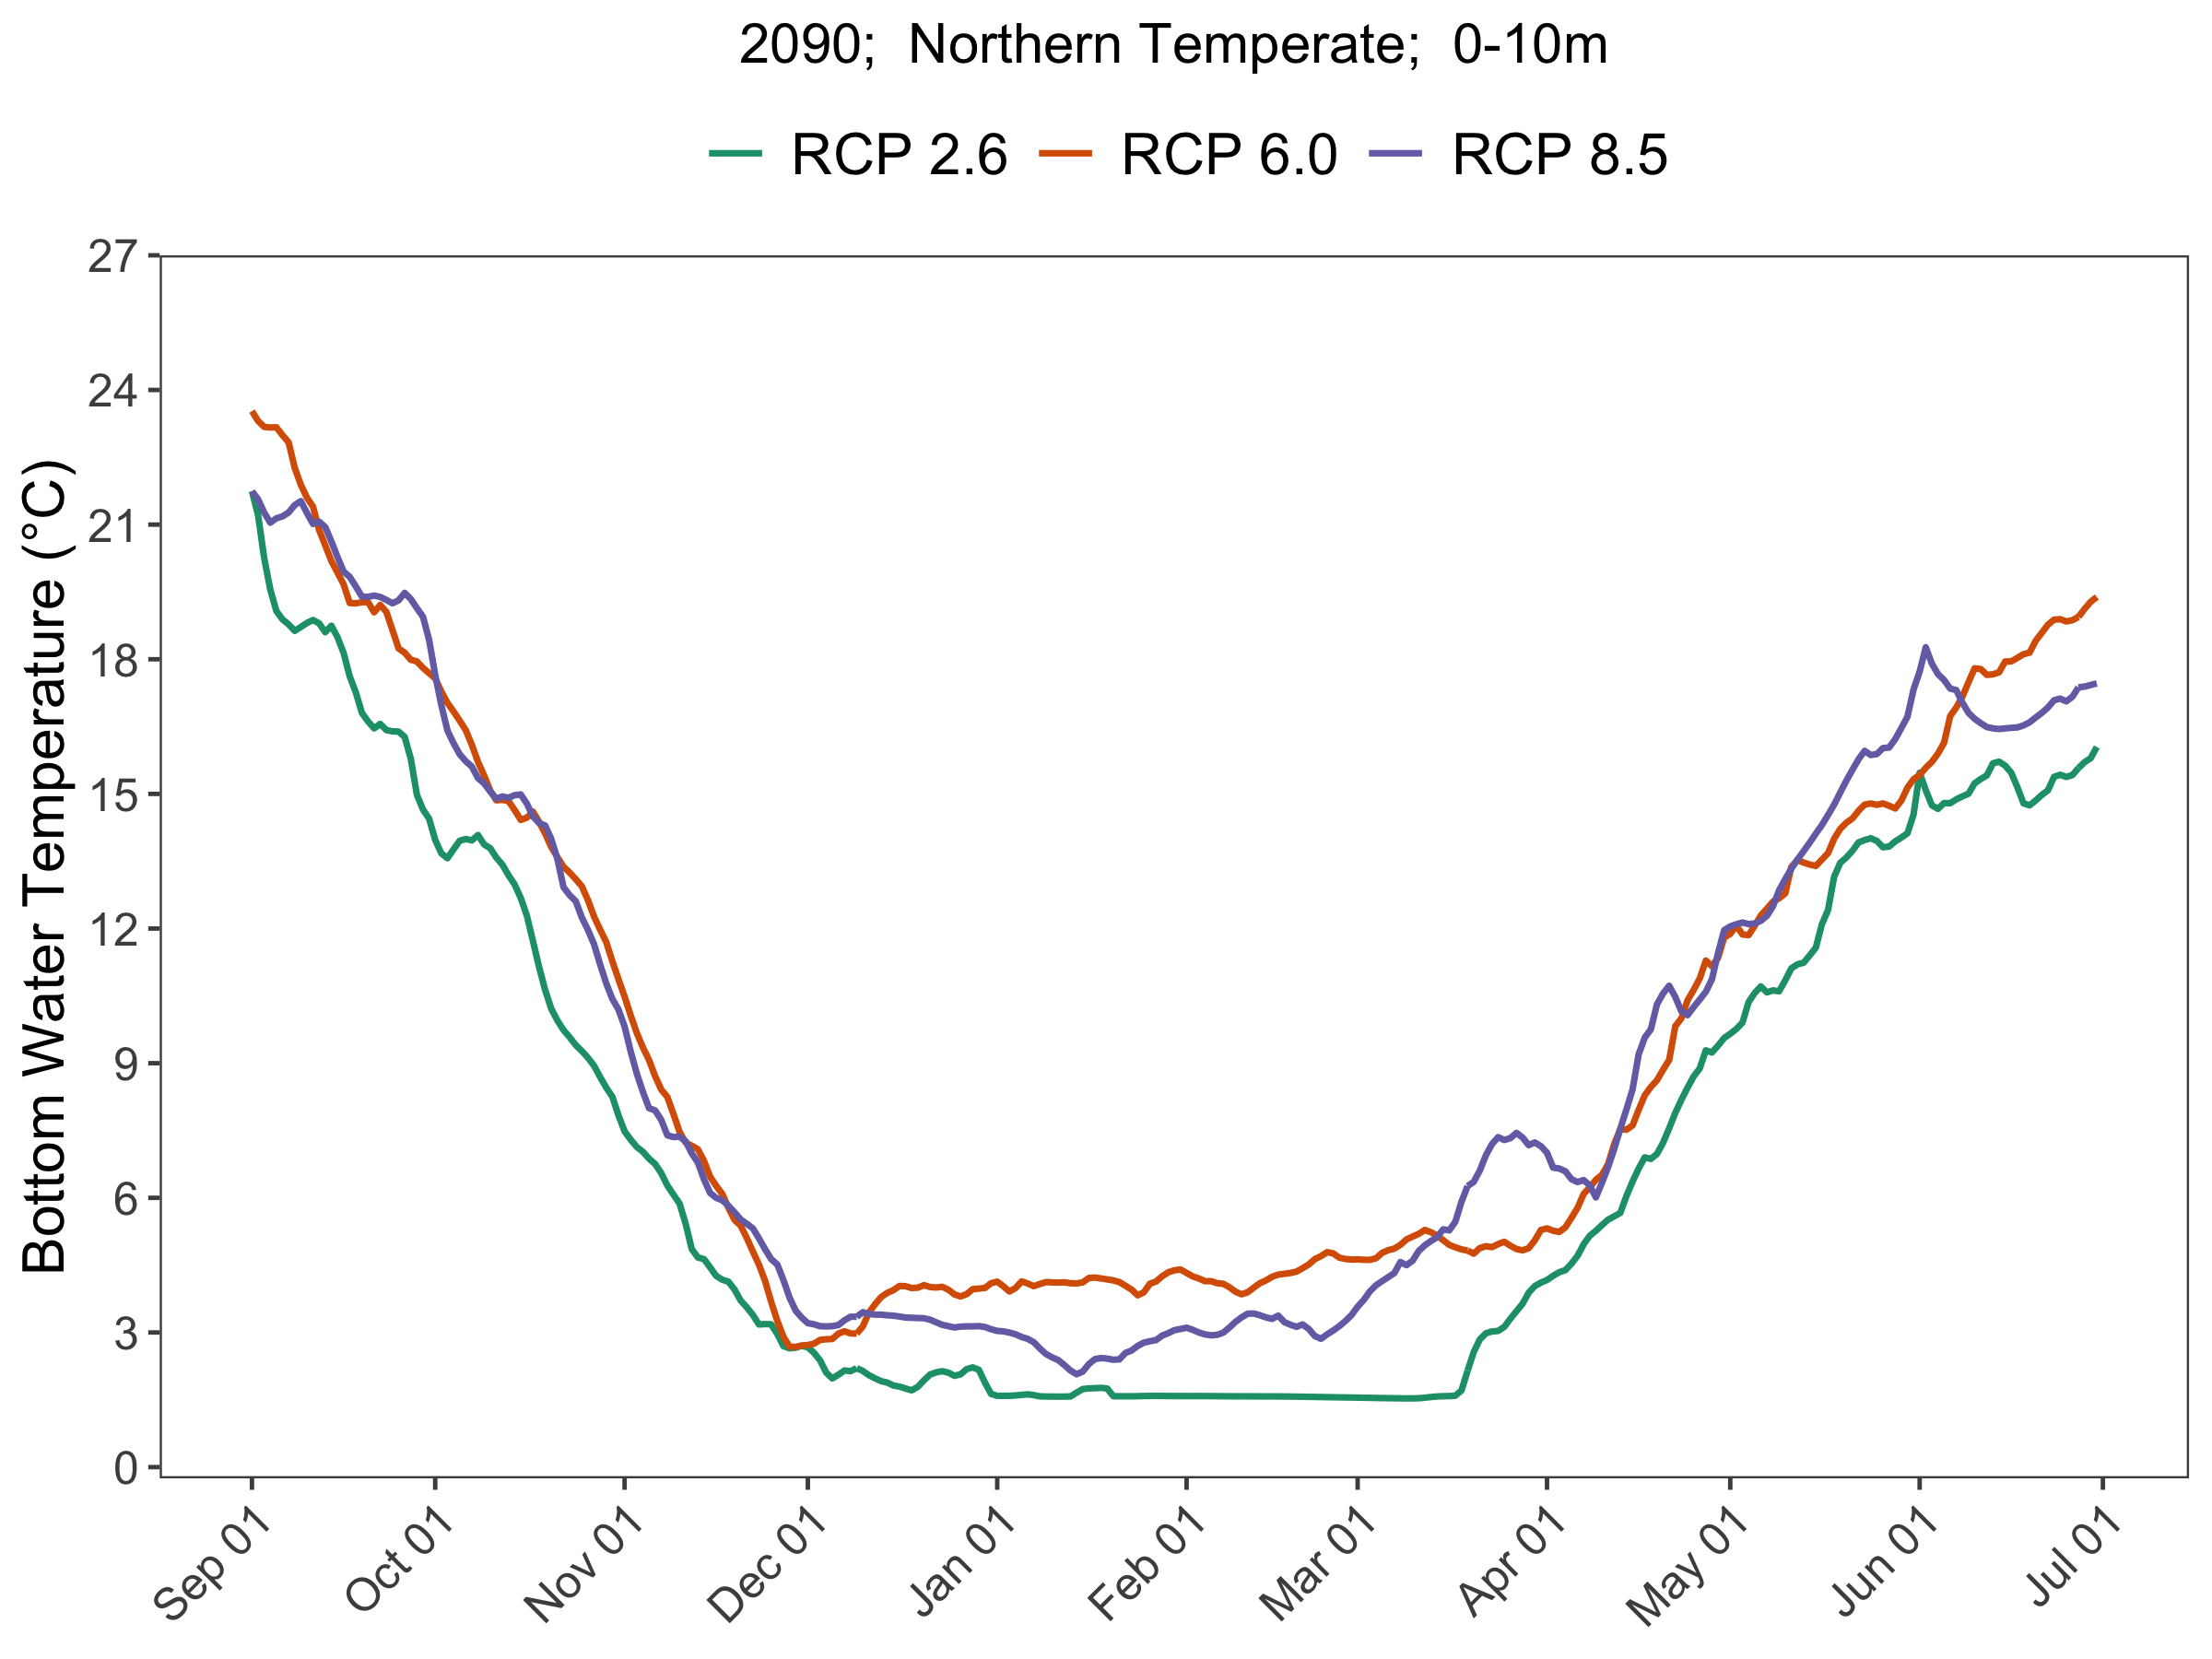 2090;  Northern Temperate;  0-10m
RCP 2.6 RCP 6.0 RCP 8.5
Bottom Water Temperature (°C)
27
24
21
18
15
12
9
6
3
0
Sep 01
Oct 01
Nov 01
Dec 01
Jan 01
Feb 01
Mar 01
Apr 01
May 01
Jun 01
Jul 01